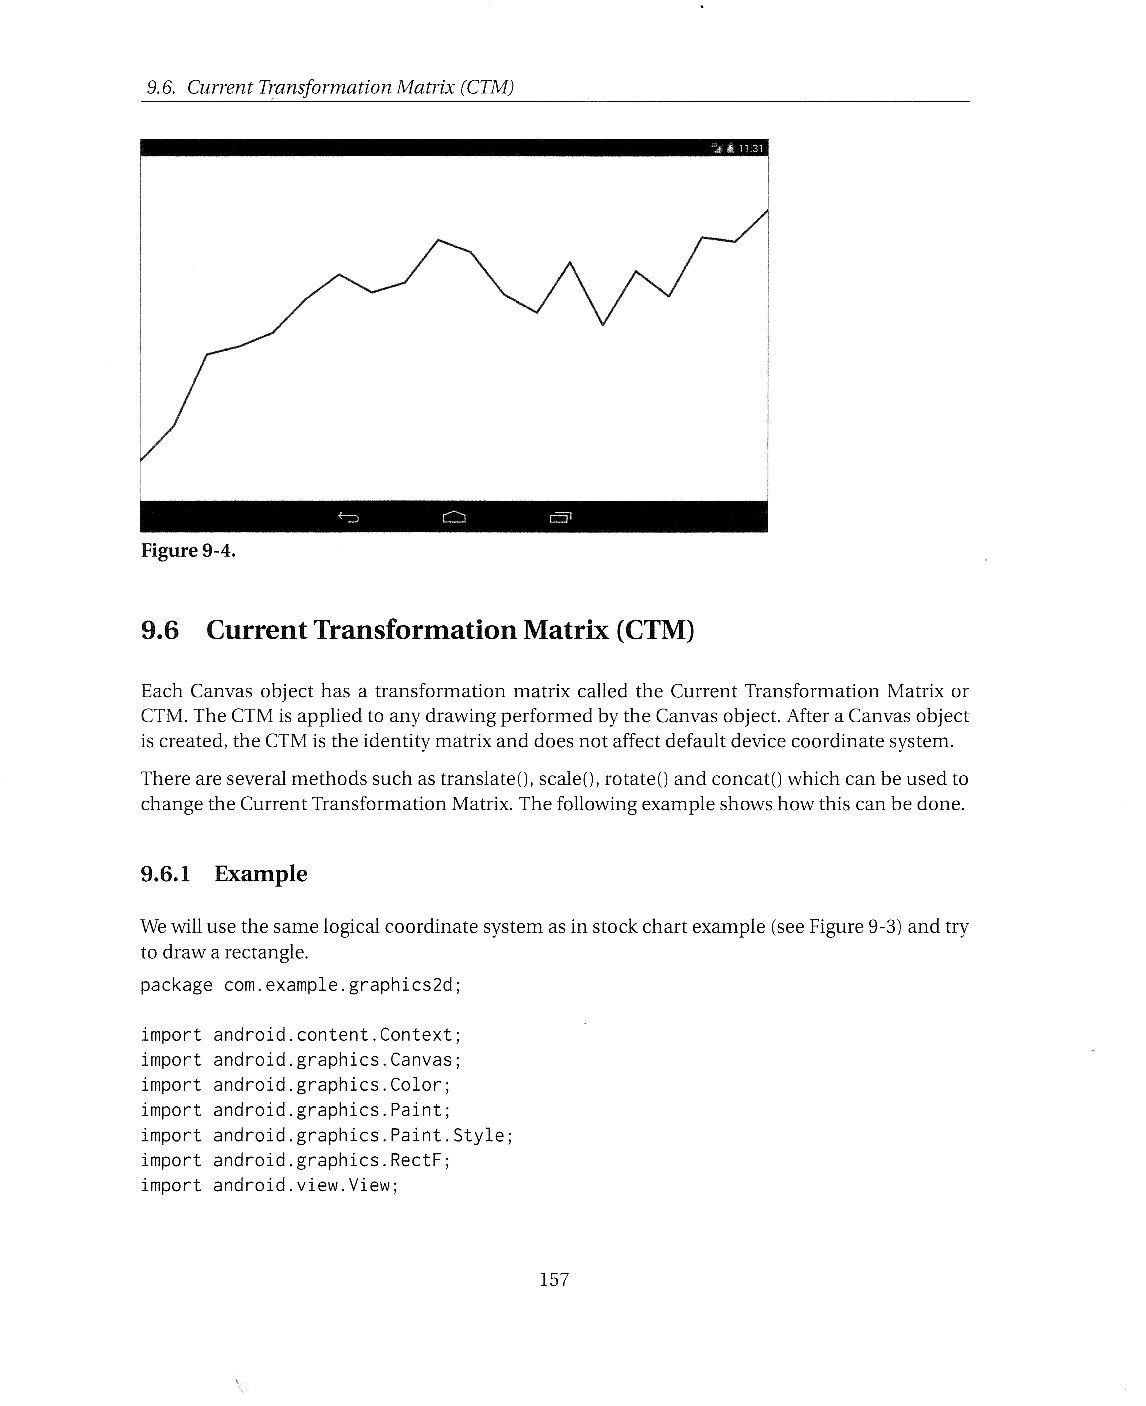 9.6. Current Transformation Matrix (CTM)
11:31
Figure 9-4.
9.6 Current Transformation Matrix (CTM)
Each Canvas object has a transformation matrix called the Current Transformation Matrix or
CTM. The CTM is applied to any drawing performed by the Canvas object. After a Canvas object
is created, the CTM is the identity matrix and does not affect default device coordinate system.
There are several methods such as translate(), scale(), rotate() and concat() which can be used to
change the Current Transformation Matrix. The following example shows how this can be done.
9.6.1 Example
We will use the same logical coordinate system as in stock chart example (see Figure 9-3) and try
to draw a rectangle.
package com.example.graphics2d;
import android.content.Context;
import android.graphics.Canvas;
import android.graphics.Color;
import android.graphics.Paint;
import android.graphics.Paint.Style;
import android.graphics.RectF;
import android.view.View;
157